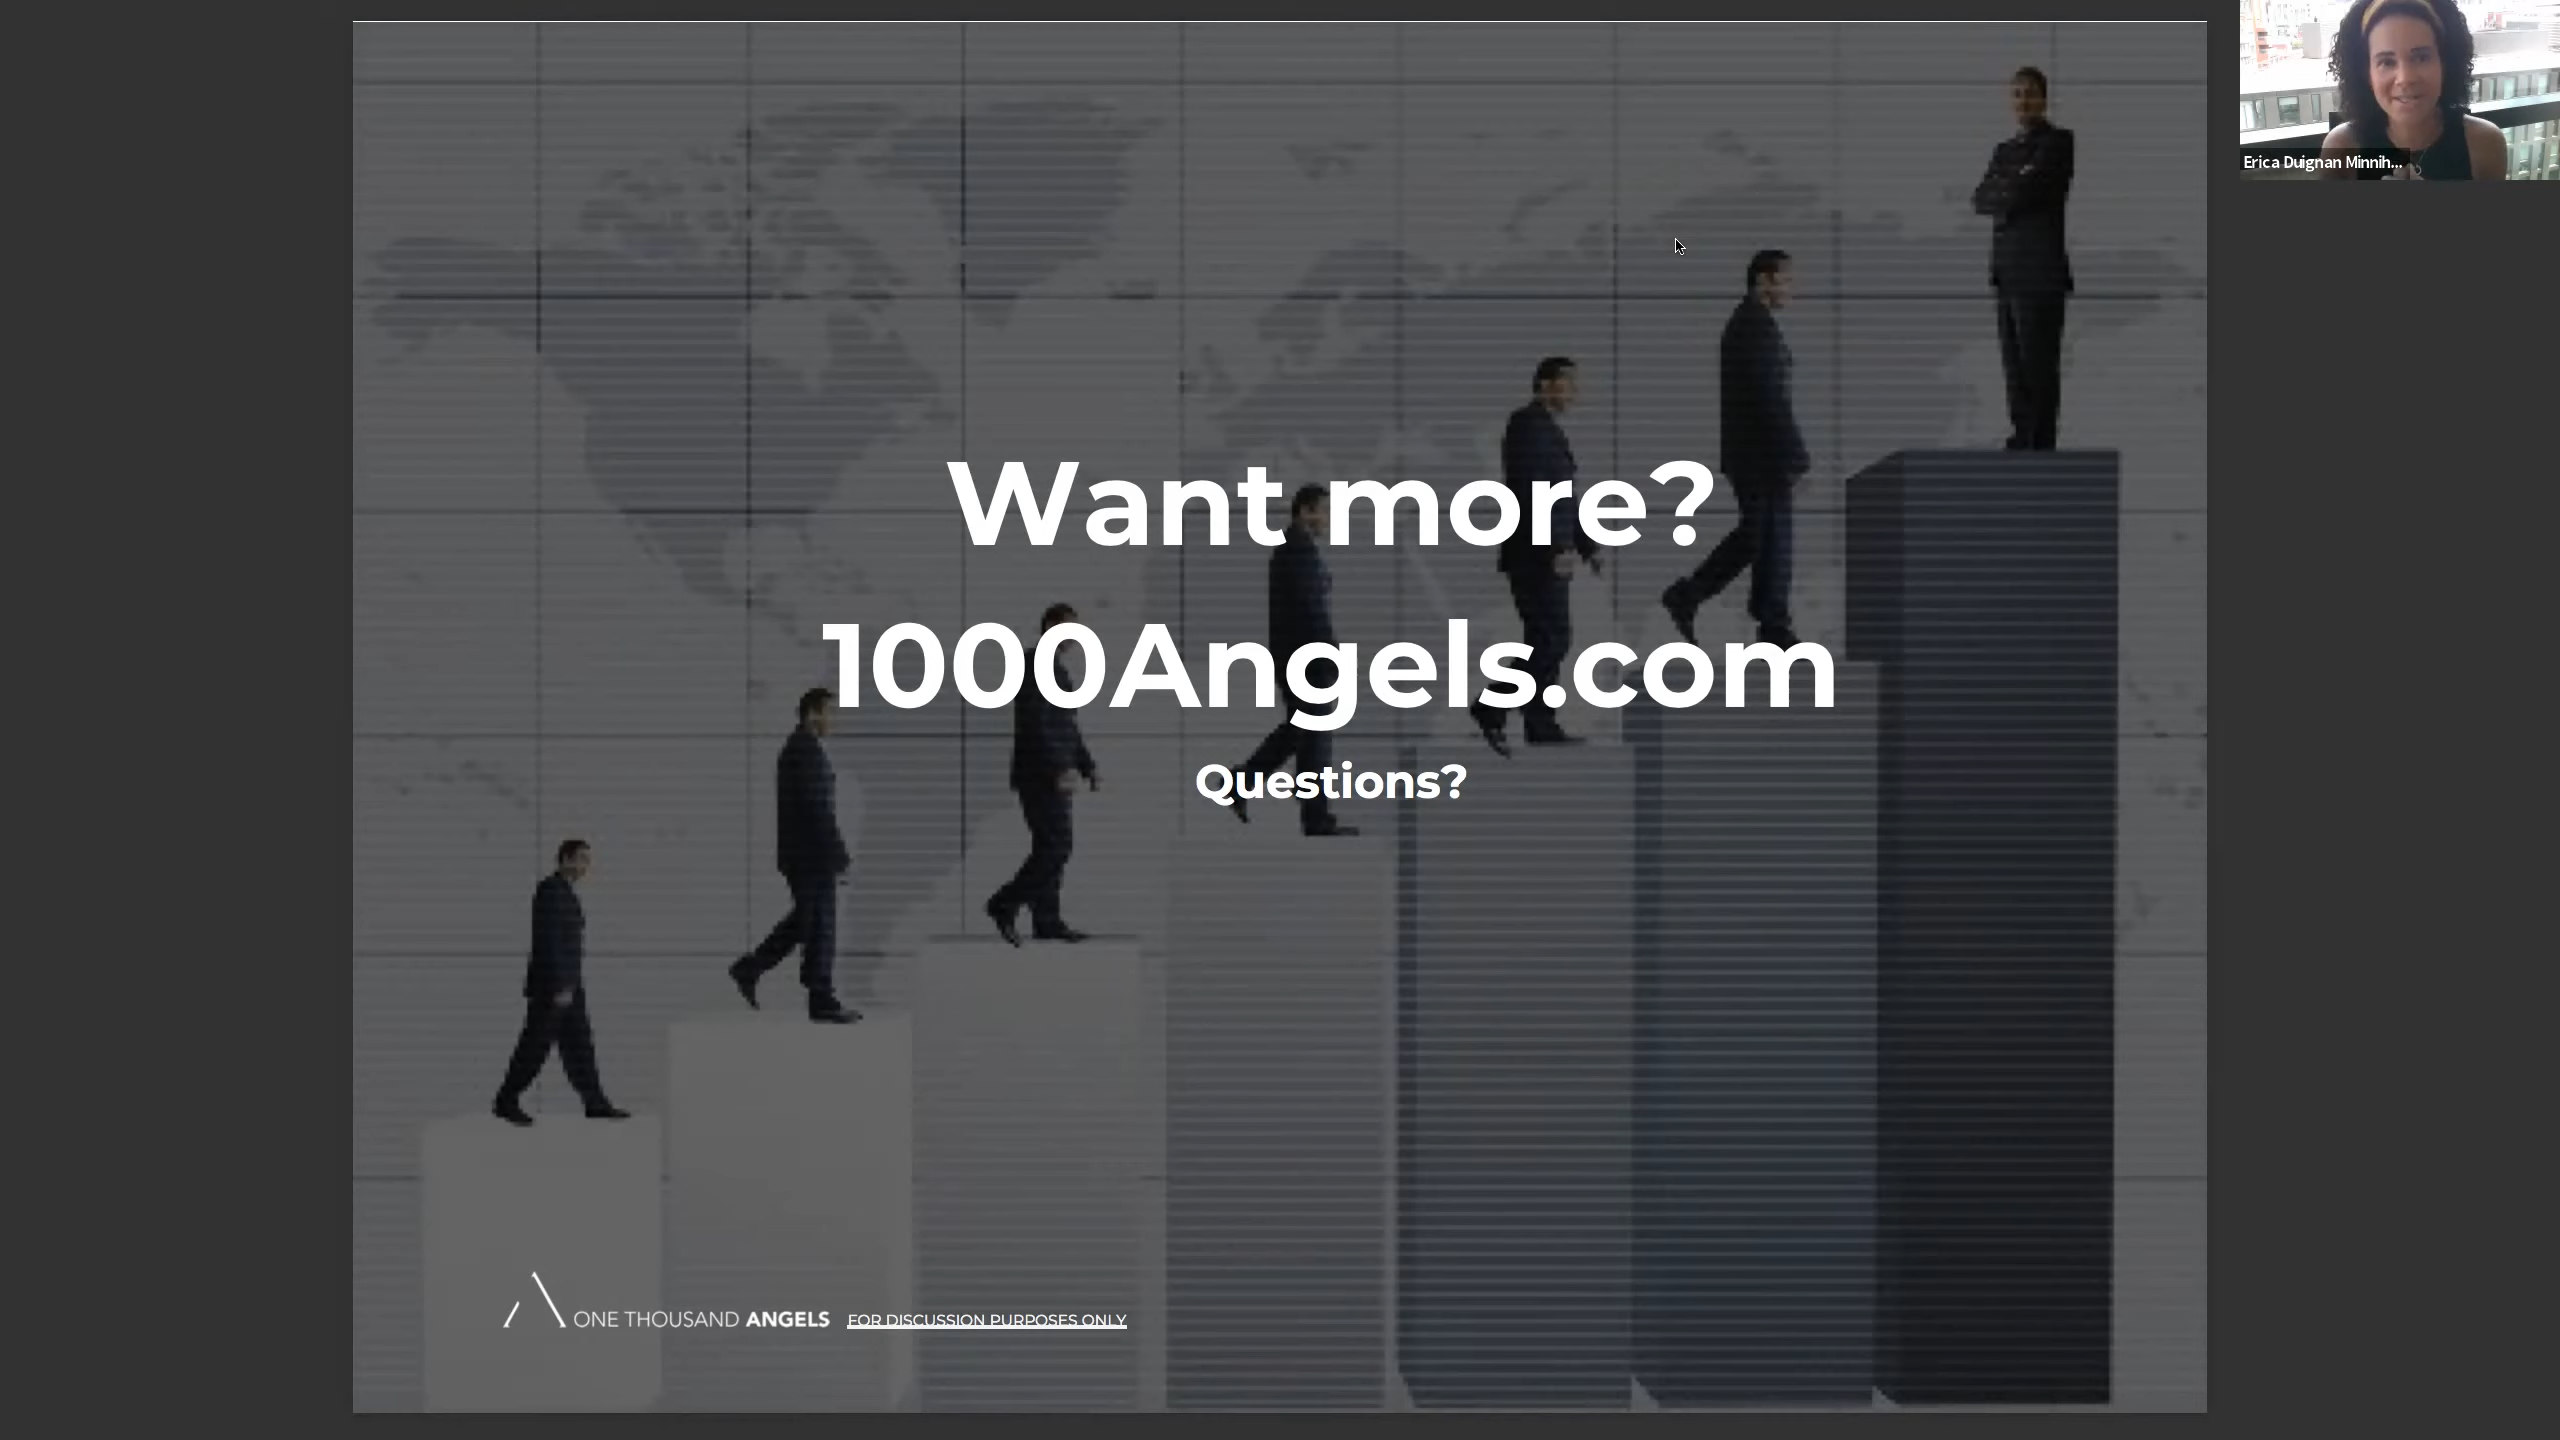 Erica Duignan Minnih...
Want more?
1000Angels.com
Questions?
ONE THOUSAND ANGELS FOR DISCUSSION PURPOSES ONLY